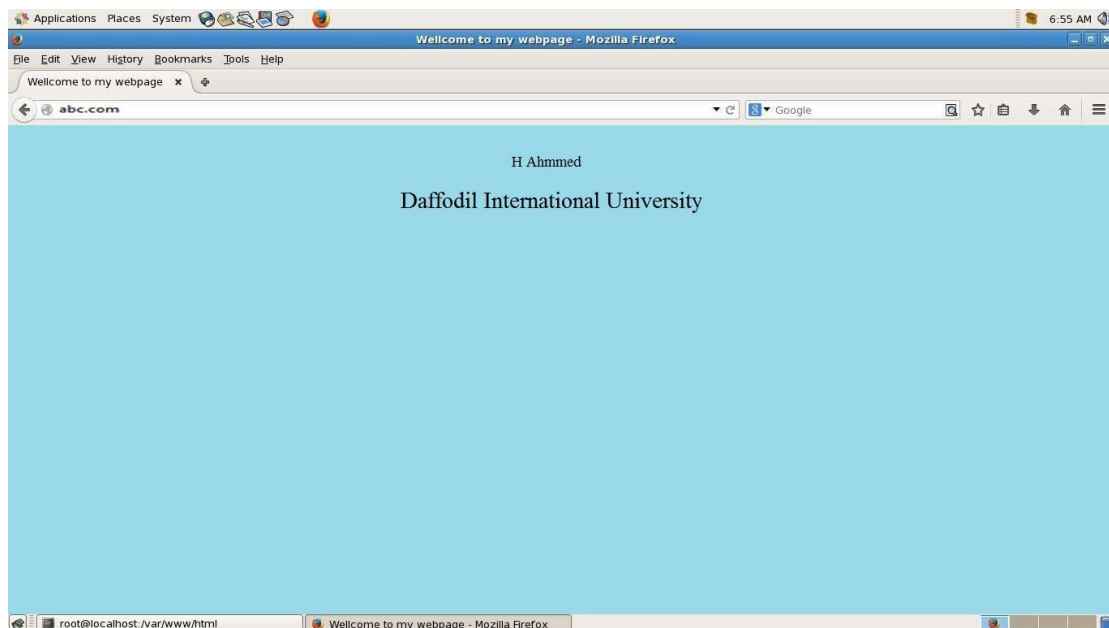 Applications Places System 6:55 AM
Wellcome to my webpage - Mozilla Firefox
File Edit View History Bookmarks Tools Help
Wellcome to my webpage
abc.com Google
H Ahmmed
Daffodil International University
root@localhost:/var/www/html Wellcome to my webpage - Mozilla Firefox